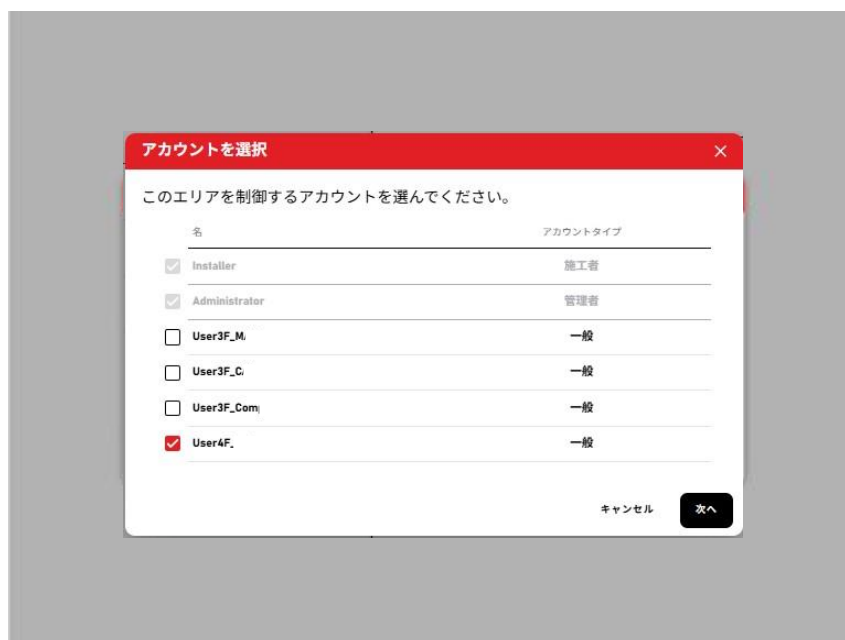 アカウントを選択
このエリアを制御するアカウントを選んでください。
名 アカウントタイプ
Installer 施工者
Administrator 管理者
User3F_M 一般
User3F_C 一般
User3F_Com 一般
User4F_ 一般
キャンセル 次へ